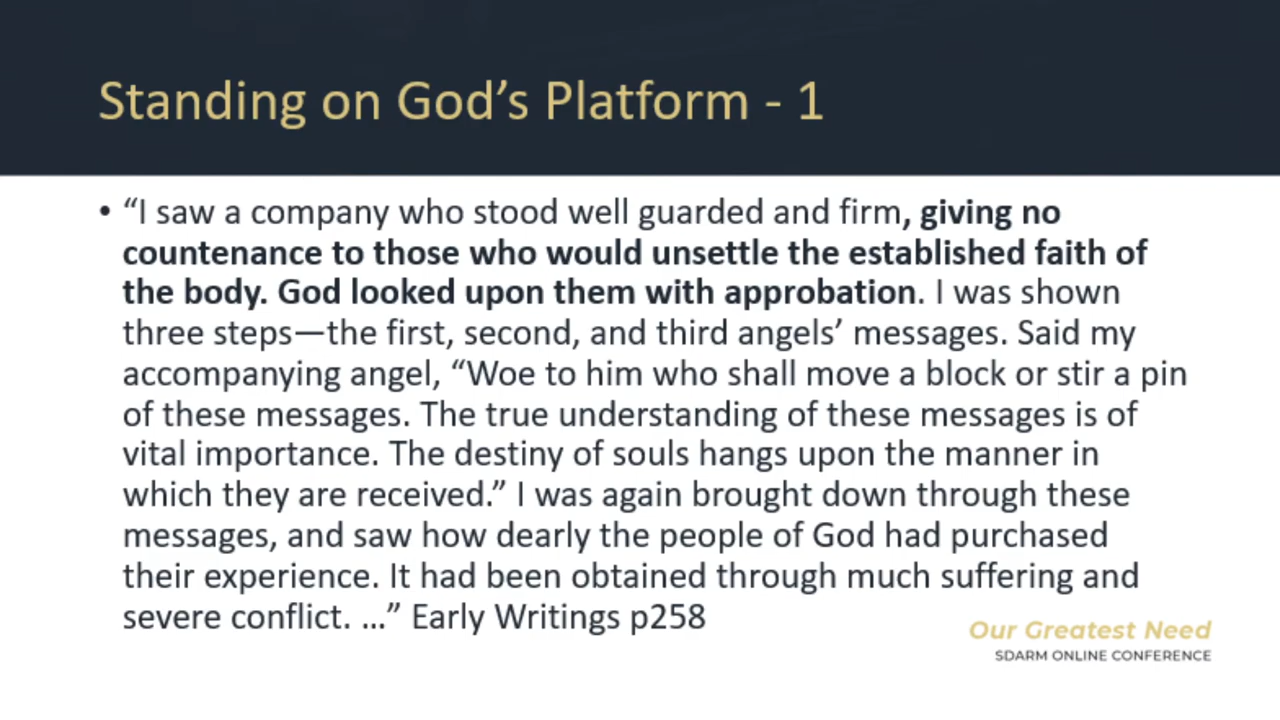 Standing on God’s Platform - 1
• “I saw a company who stood well guarded and firm, giving no
countenance to those who would unsettle the established faith of
the body. God looked upon them with approbation. I was shown
three steps—the first, second, and third angels’ messages. Said my
accompanying angel, “Woe to him who shall move a block or stir a pin
of these messages. The true understanding of these messages is of
vital importance. The destiny of souls hangs upon the manner in
which they are received.” I was again brought down through these
messages, and saw how dearly the people of God had purchased
their experience. It had been obtained through much suffering and
severe conflict. …” Early Writings p258
Our Greatest Need
SDARM ONLINE CONFERENCE